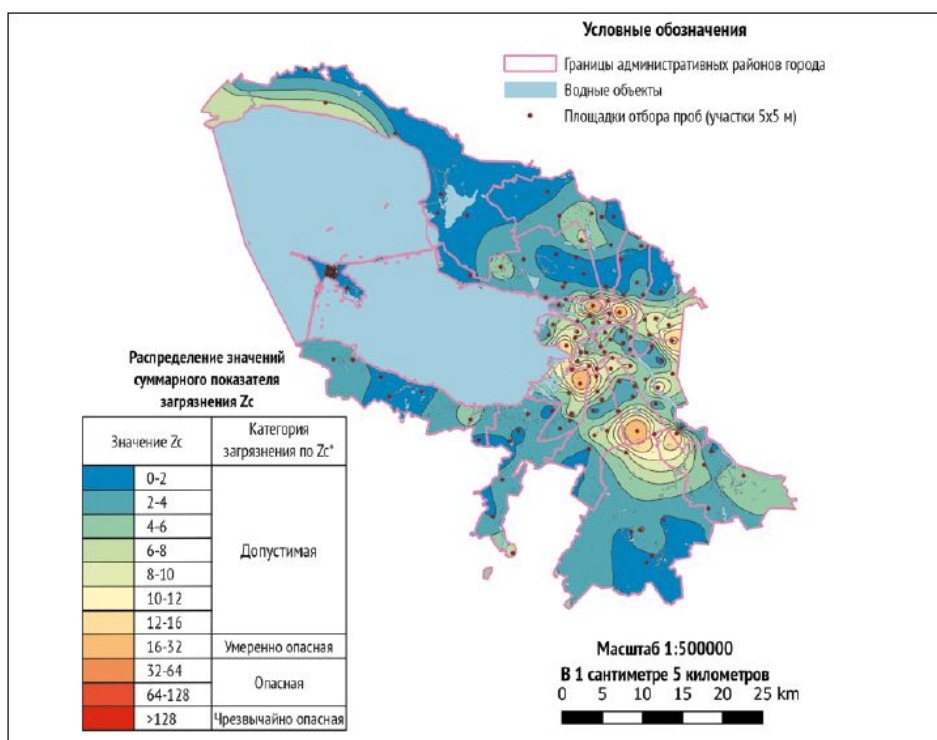 Условные обозначения
Границы административных районов города
Водные объекты
Площадки отбора проб (участки 5х5 м)
Распределение значений
суммарного показателя
загрязнения Zc
Значение Zc
Категория
загрязнения по Zc*
0-2
2-4
4-6
6-8
8-10
10-12
12-16
Допустимая
16-32
Умеренно опасная
32-64
64-128
Опасная
>128
Чрезвычайно опасная
Масштаб 1:500000
В 1 сантиметре 5 километров
0 5 10 15 20 25 km